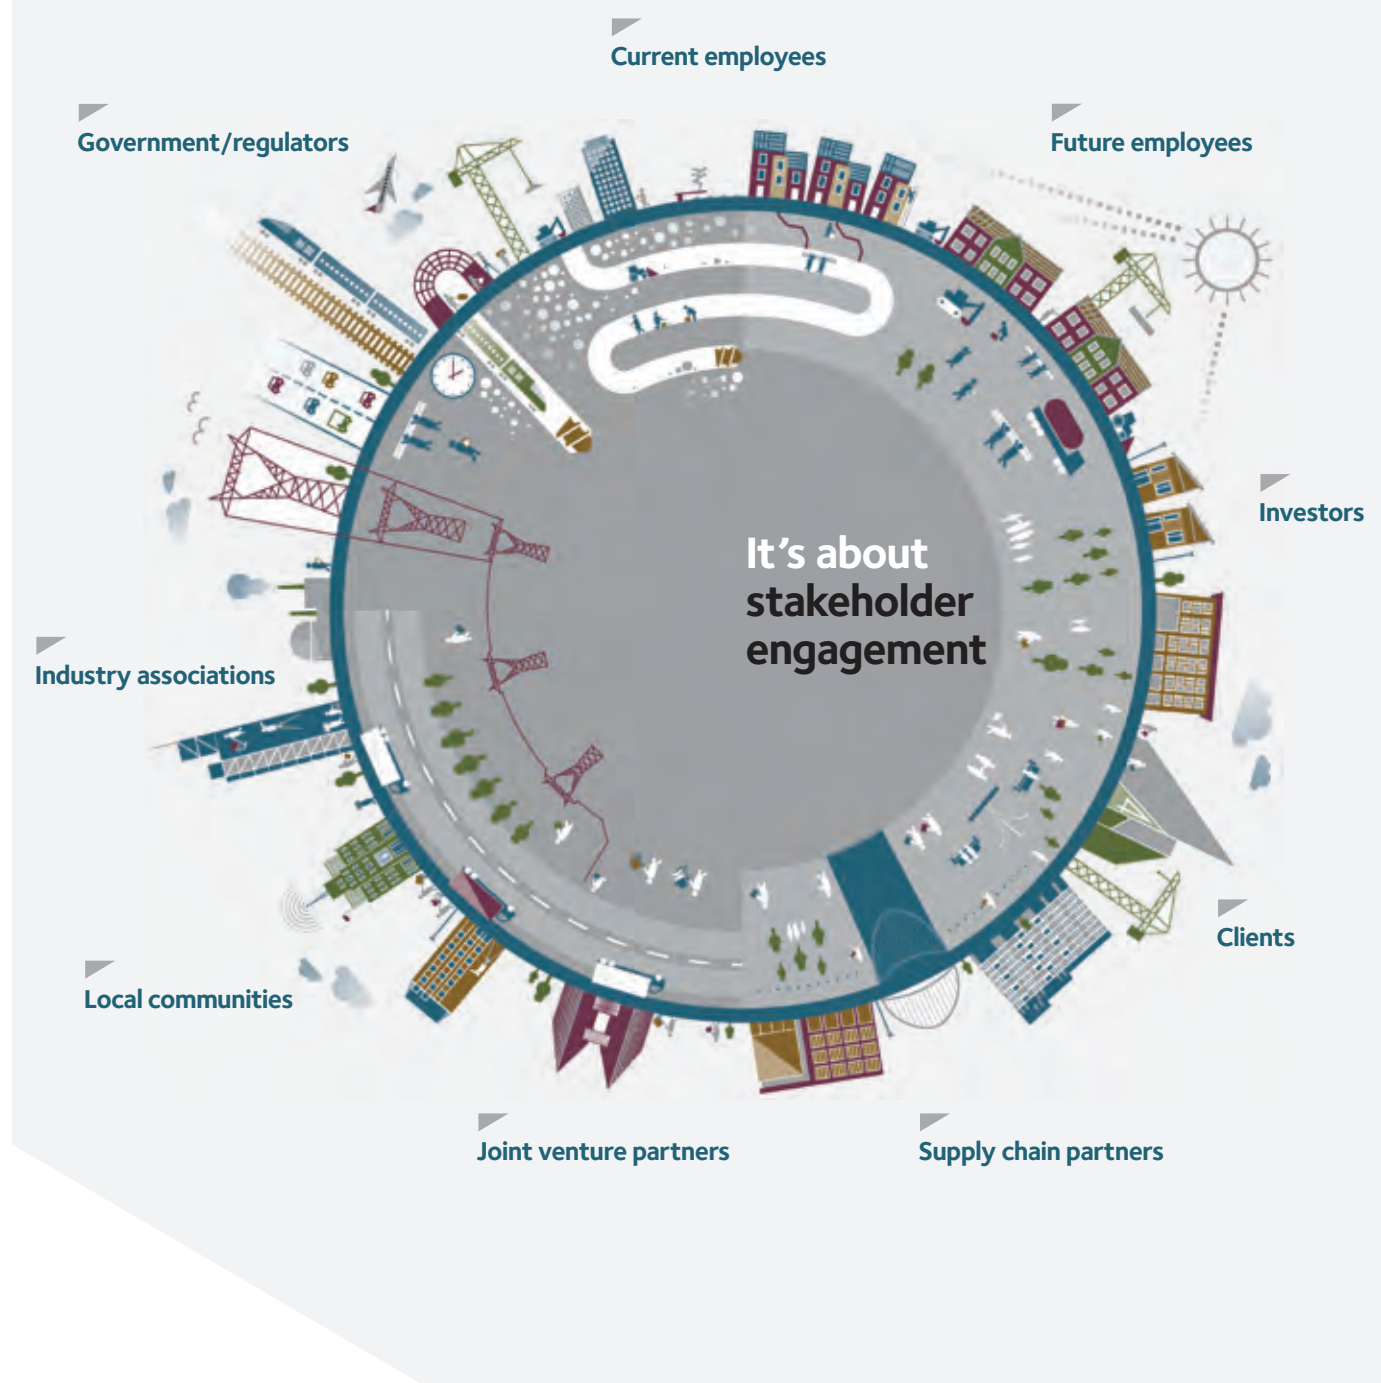 Current employees
Government/regulators
Future employees
Investors
It's about
stakeholder
engagement
Industry associations
Clients
Local communities
Joint venture partners
Supply chain partners